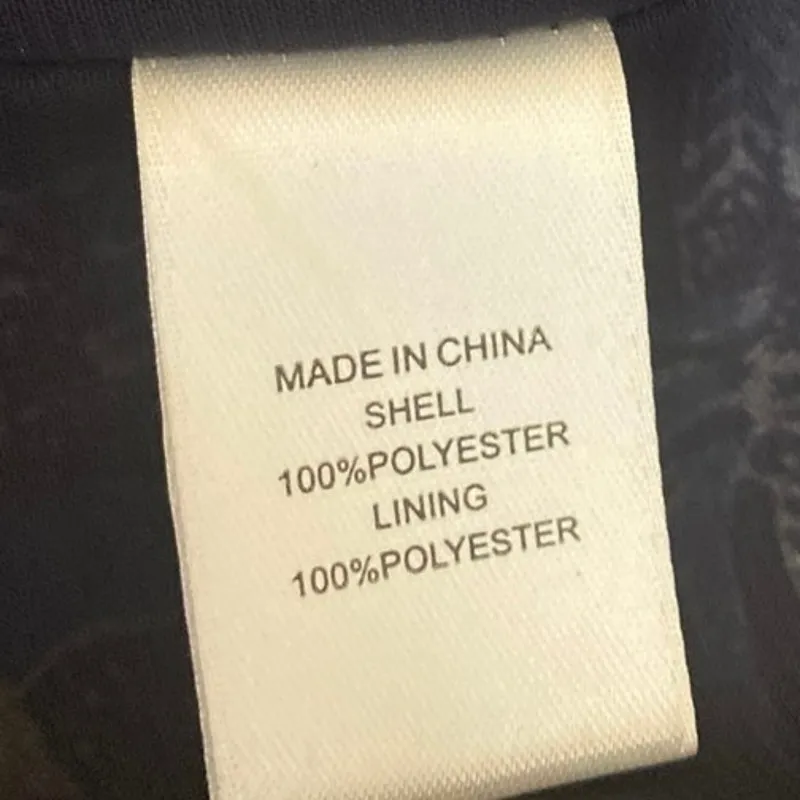 MADE IN CHINA
SHELL
100%POLYESTER
LINING
100%POLYESTER